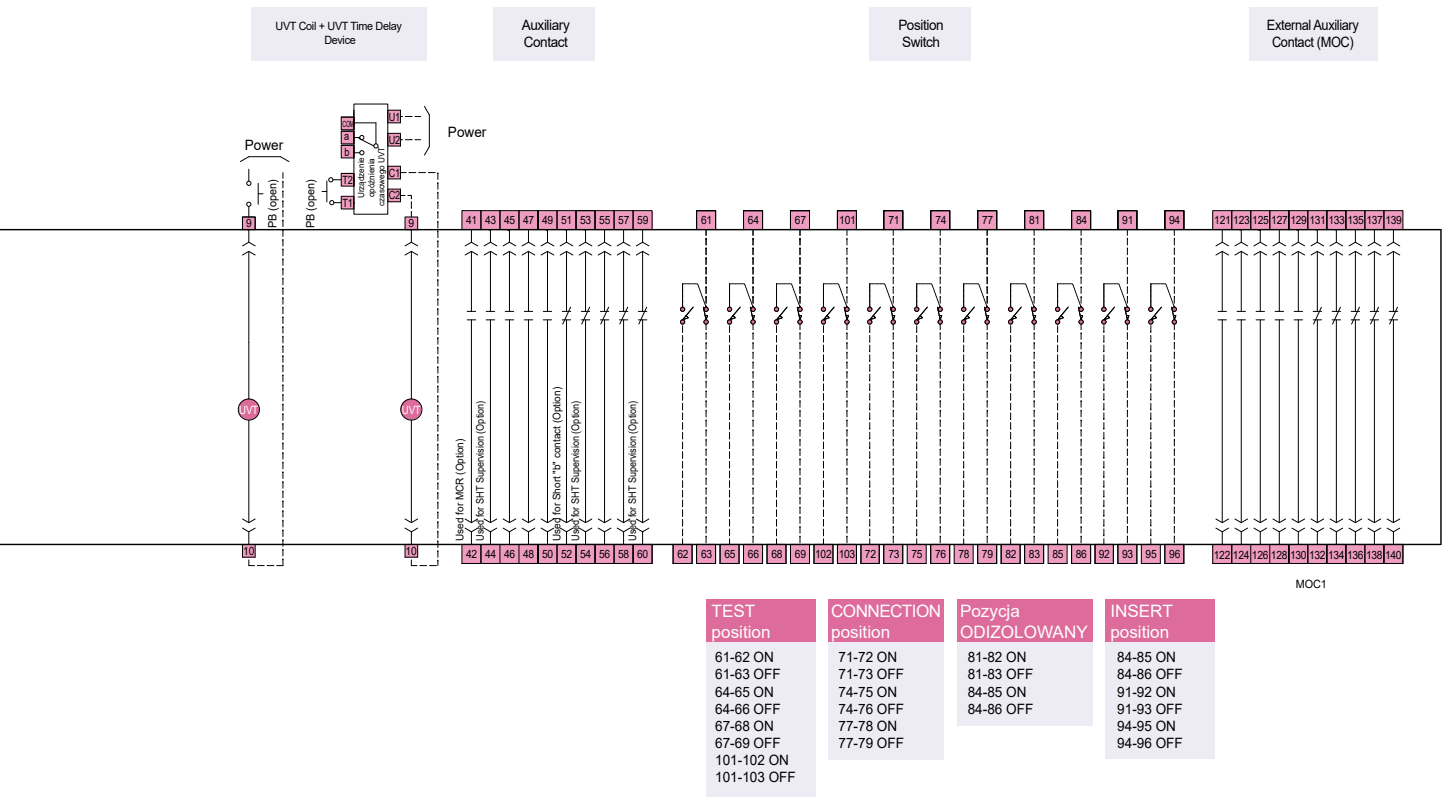 UVT Coil + UVT Time Delay
Device
Auxiliary
Contact
Position
Switch
External Auxiliary
Contact (MOC)
Power
PB (open)
PB (open)
COM
a
b
T2
T1
Urządzenie
opóźnienia
czasowego UVT
U1
U2
C1
C2
Power
9
9
41 43 45 47 49 51 53 55 57 59
61 64 67 101 71 74 77 81 84 91 94
121 123 125 127 129 131 133 135 137 139
UVT
UVT
Used for MCR (Option)
Used for SHT Supervision (Option)
Used for Short "b" contact (Option)
Used for SHT Supervision (Option)
Used for SHT Supervision (Option)
10
10
42 44 46 48 50 52 54 56 58 60
62 63 65 66 68 69 102 103 72 73 75 76 78 79 82 83 85 86 92 93 95 96
122 124 126 128 130 132 134 136 138 140
MOC1
TEST
position
61-62 ON
61-63 OFF
64-65 ON
64-66 OFF
67-68 ON
67-69 OFF
101-102 ON
101-103 OFF
CONNECTION
position
71-72 ON
71-73 OFF
74-75 ON
74-76 OFF
77-78 ON
77-79 OFF
Pozycja
ODIZOLOWANY
81-82 ON
81-83 OFF
84-85 ON
84-86 OFF
INSERT
position
84-85 ON
84-86 OFF
91-92 ON
91-93 OFF
94-95 ON
94-96 OFF